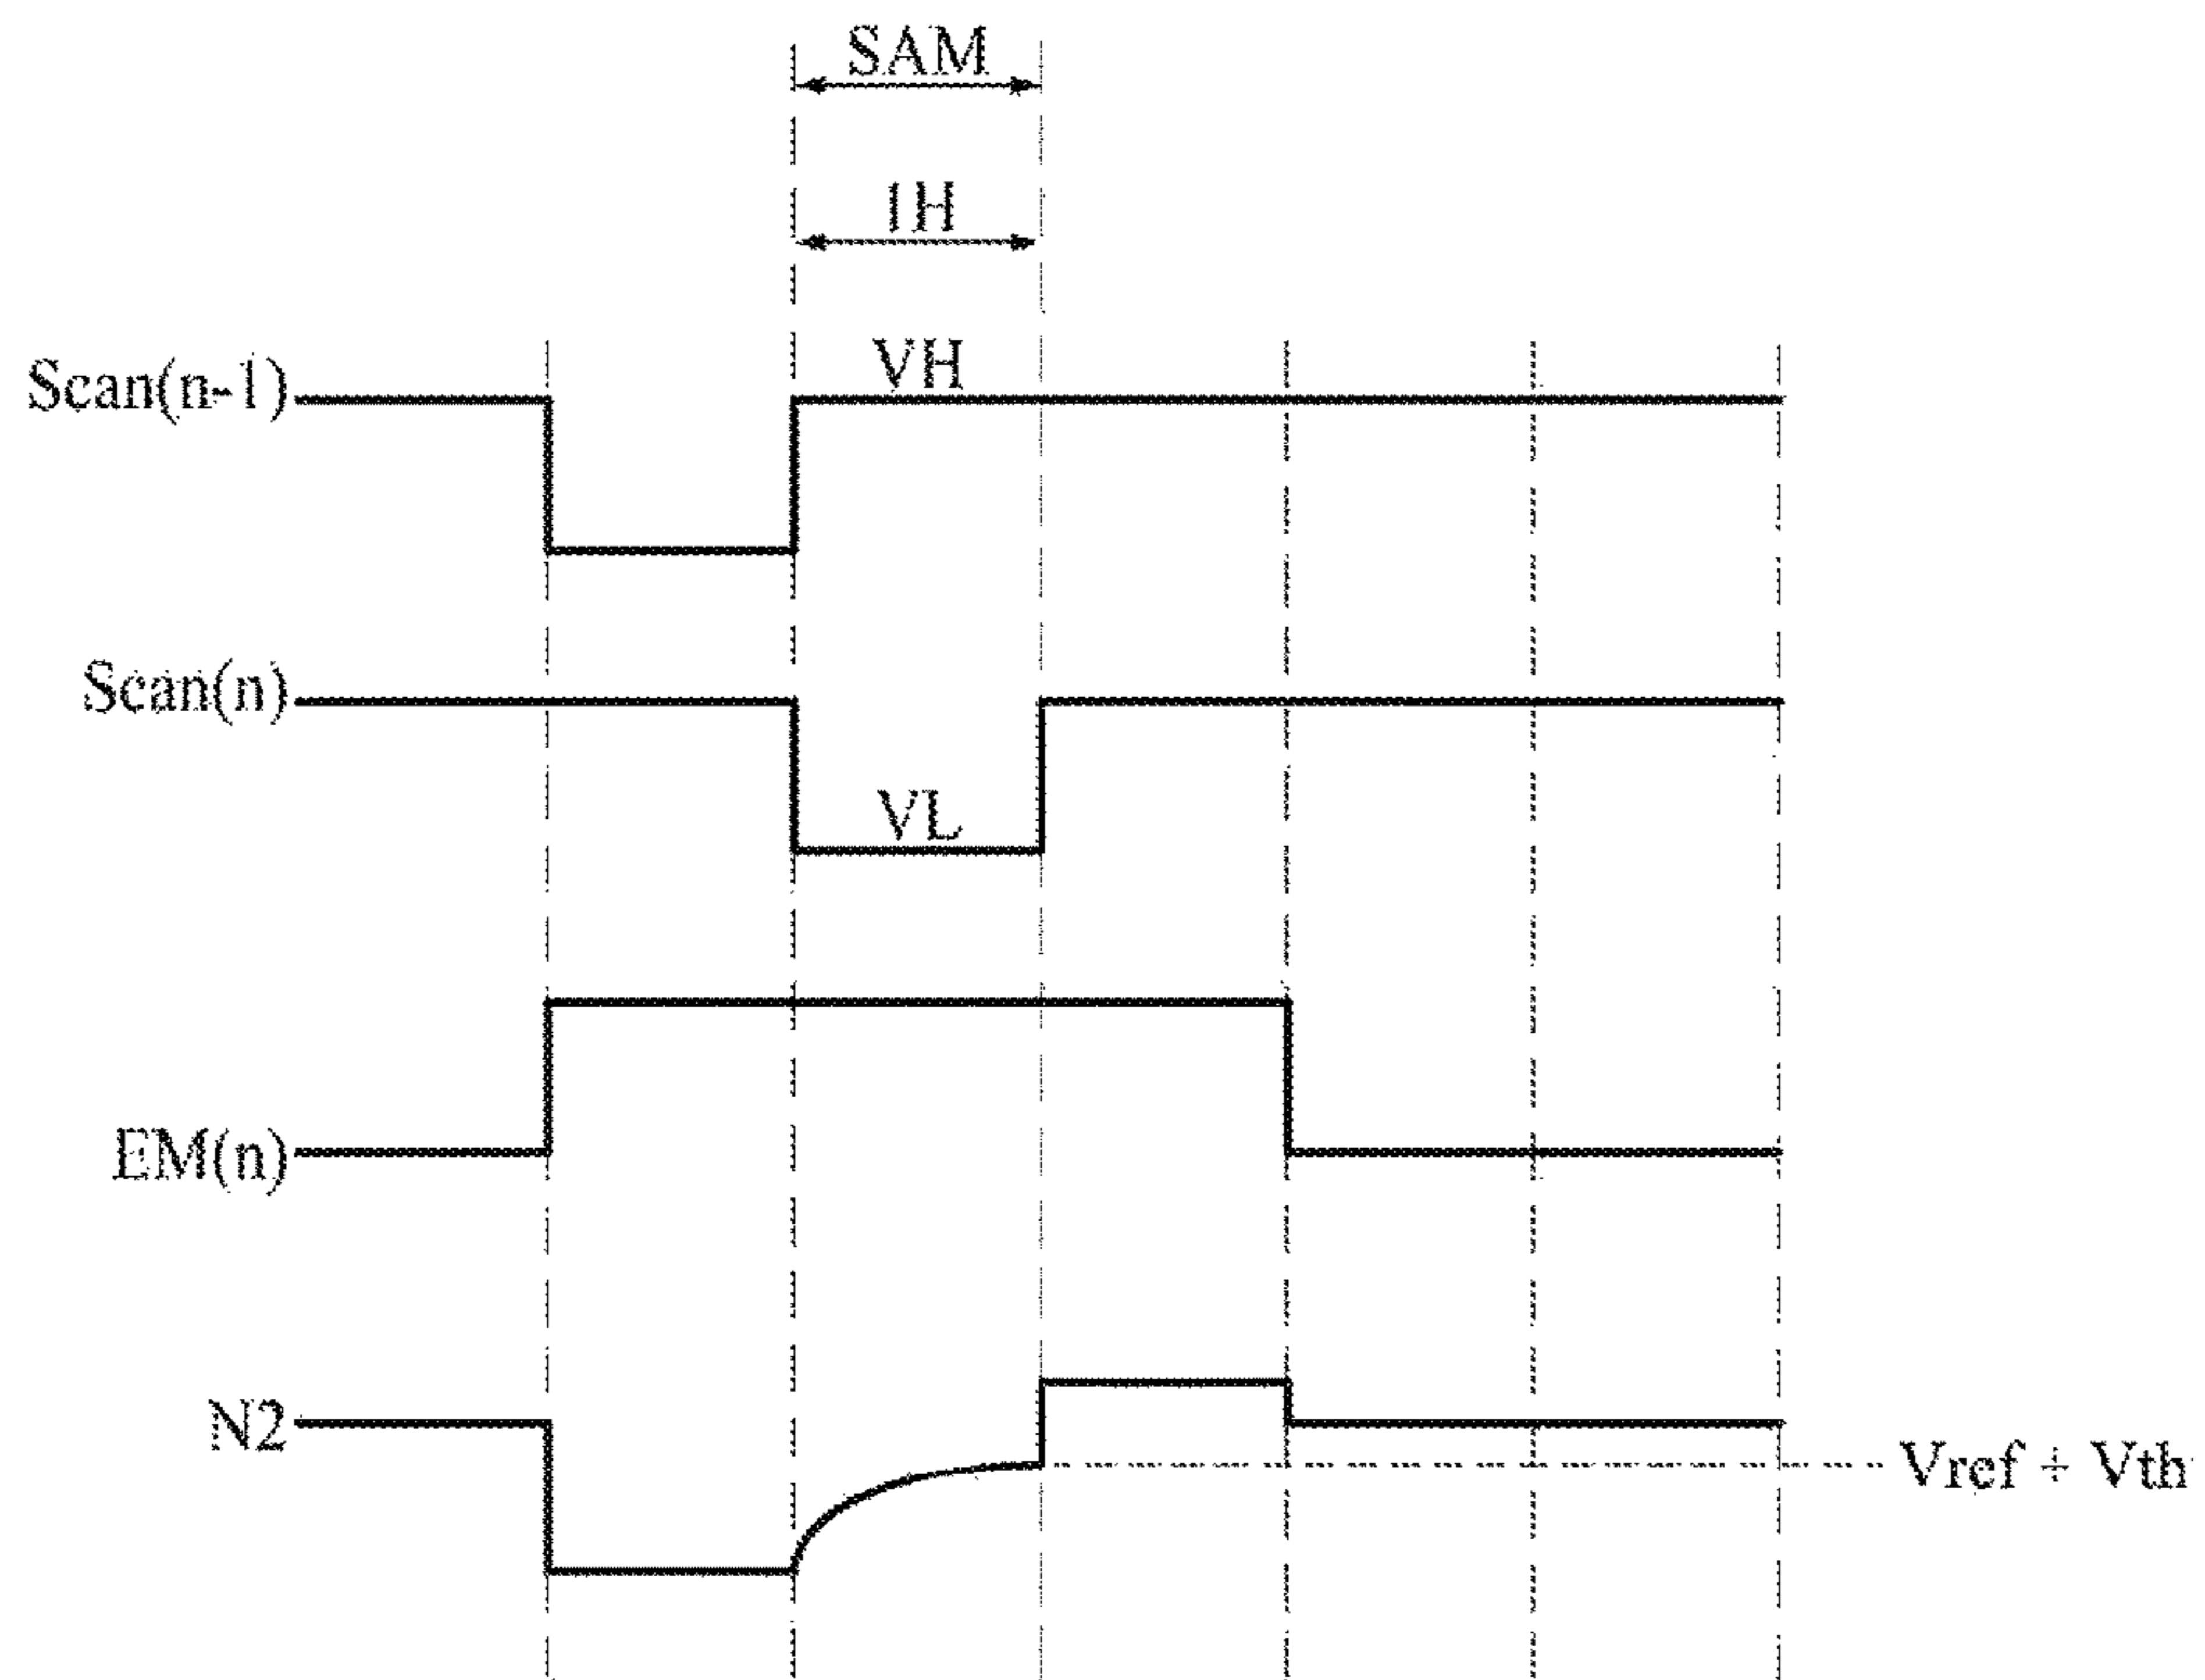 SAM
1H
Scan(n-1)
VH
Scan(n)
VL
EM(n)
N2
Vref + Vth